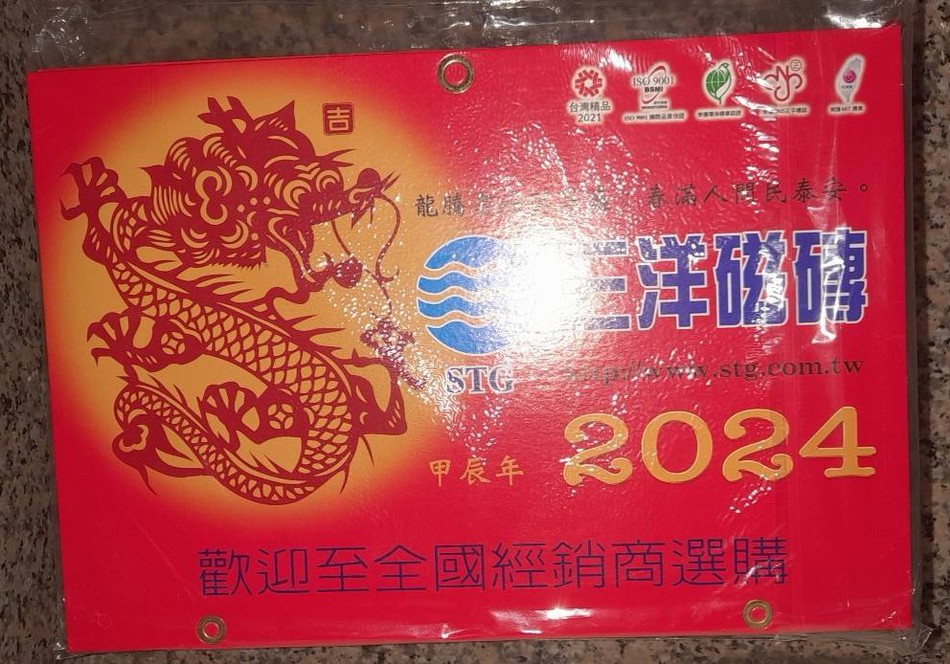 吉
台灣精品
2021
ISO 9001
BSMI
龍騰 春滿人間民泰安。
三洋磁磚
STG
http://www.stg.com.tw
甲辰年 2024
歡迎至全國經銷商選購